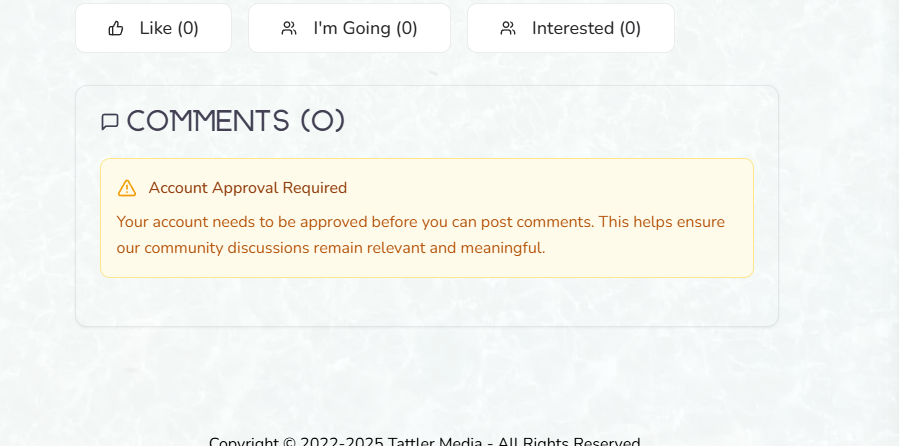 Like (0) I'm Going (0) Interested (0)
COMMENTS (0)
Account Approval Required
Your account needs to be approved before you can post comments. This helps ensure
our community discussions remain relevant and meaningful.
Copyright © 2022-2025 Tattler Media - All Rights Reserved